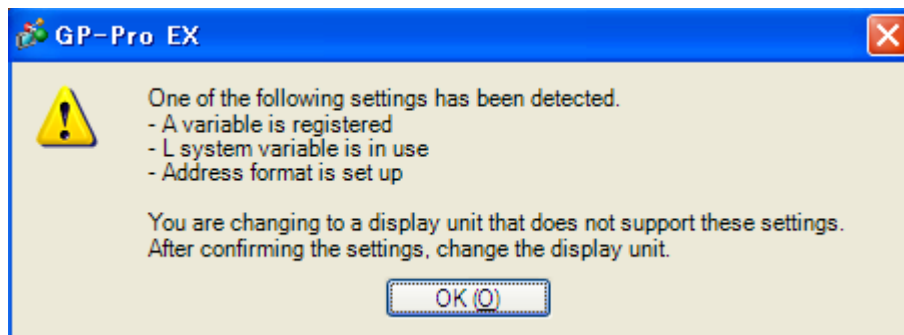 GP-Pro EX
One of the following settings has been detected.
- A variable is registered
- L system variable is in use
- Address format is set up
You are changing to a display unit that does not support these settings.
After confirming the settings, change the display unit.
OK (O)